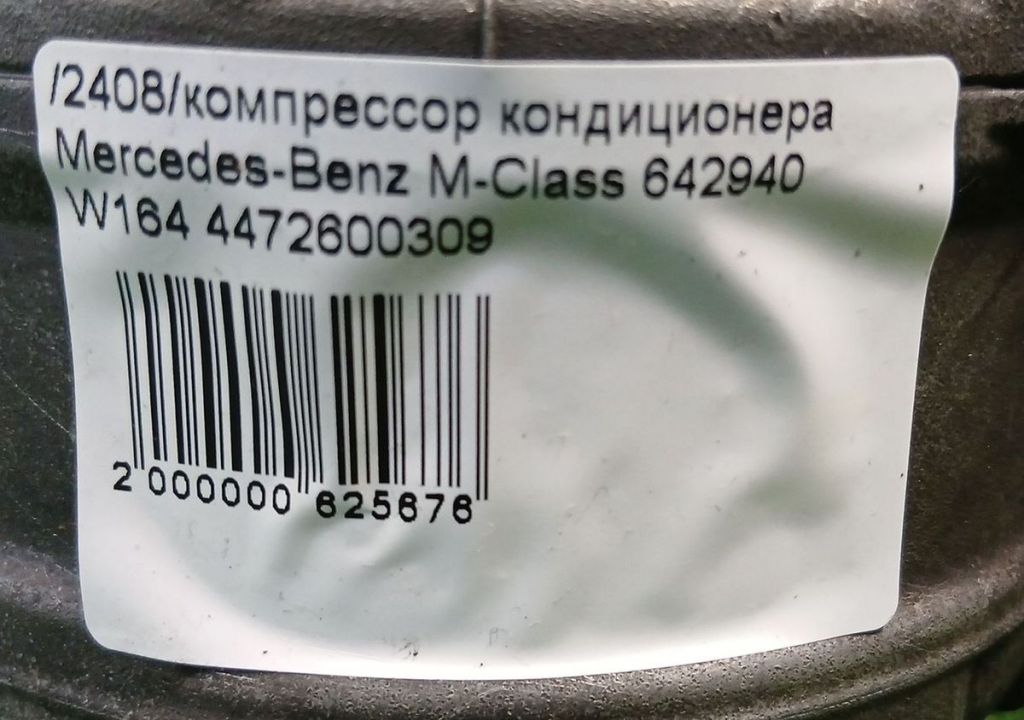 /2408/компрессор кондиционера
Mercedes-Benz M-Class 642940
W164 4472600309
2 000000 625676